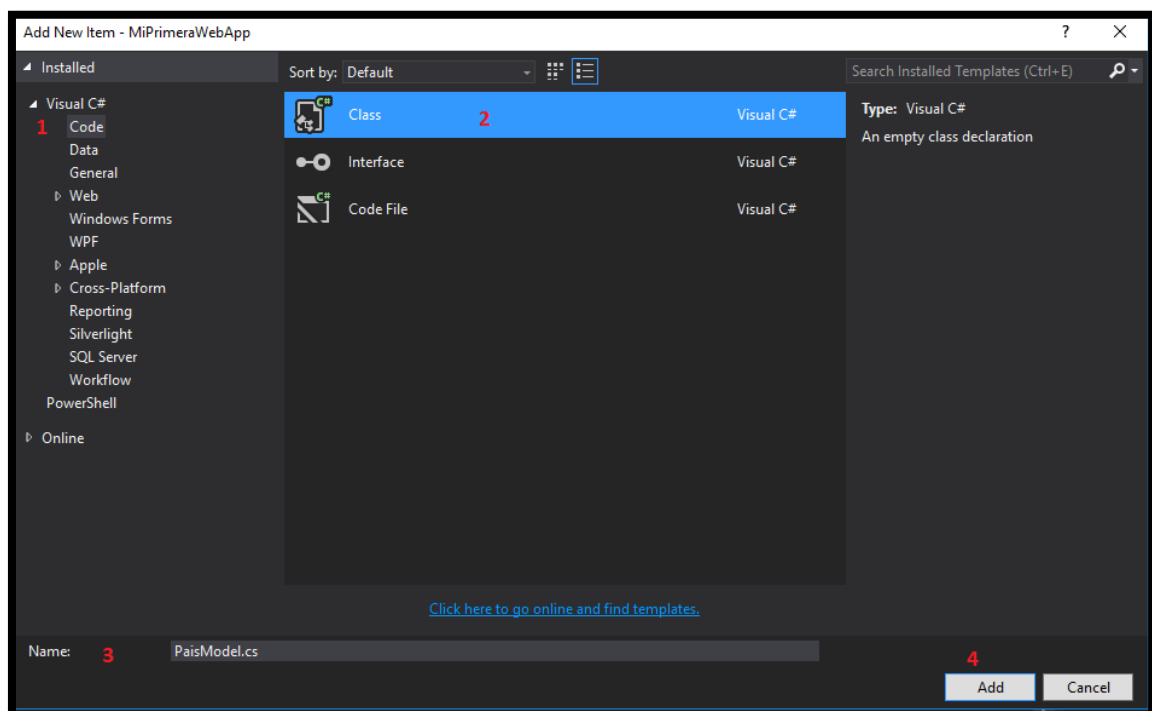 Add New Item - MiPrimeraWebApp ? ×
Installed
Sort by: Default
Search Installed Templates (Ctrl+E)
Visual C#
1 Code
Data
General
Web
Windows Forms
WPF
Apple
Cross-Platform
Reporting
Silverlight
SQL Server
Workflow
PowerShell
Online
C# Class 2 Visual C#
Interface Visual C#
C# Code File Visual C#
Type: Visual C#
An empty class declaration
Click here to go online and find templates.
Name: 3 PaisModel.cs
4
Add Cancel